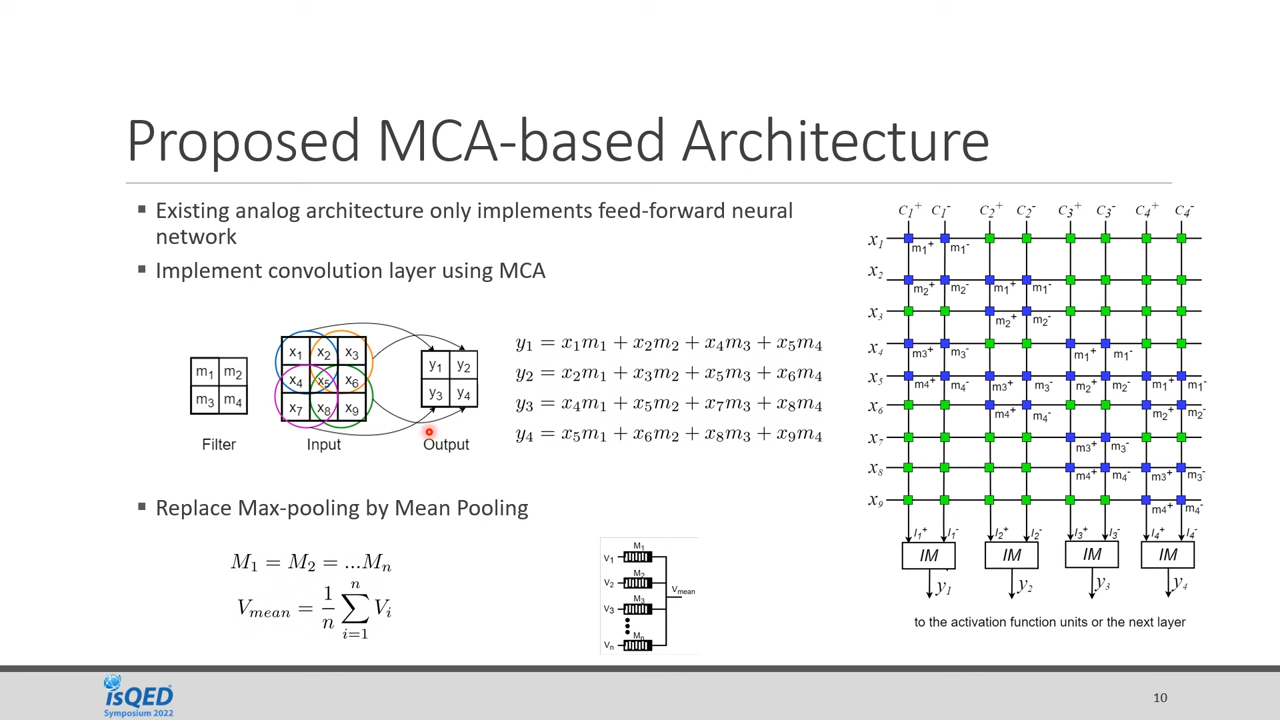 Proposed MCA-based Architecture
▪ Existing analog architecture only implements feed-forward neural
network
▪ Implement convolution layer using MCA
m₁ m₂
m₃ m₄
Filter
x₁ x₂ x₃
x₄ x₅ x₆
x₇ x₈ x₉
Input
y₁ y₂
y₃ y₄
Output
y₁ = x₁m₁ + x₂m₂ + x₄m₃ + x₅m₄
y₂ = x₂m₁ + x₃m₂ + x₅m₃ + x₆m₄
y₃ = x₄m₁ + x₅m₂ + x₇m₃ + x₈m₄
y₄ = x₅m₁ + x₆m₂ + x₈m₃ + x₉m₄
▪ Replace Max-pooling by Mean Pooling
M₁ = M₂ = ...Mₙ
V_mean = 1/n ∑_{i=1}^{n} V_i
M₁
V₁
M₂
V₂
V_mean
M₃
V₃
Mₙ
Vₙ
C₁⁺ C₁⁻ C₂⁺ C₂⁻ C₃⁺ C₃⁻ C₄⁺ C₄⁻
x₁
m₁⁺ m₁⁻
x₂
m₂⁺ m₂⁻ m₁⁺ m₁⁻
x₃
m₂⁺ m₂⁻
x₄
m3⁺ m₃⁻ m₁⁺ m₁⁻
x₅
m4⁺ m₄⁻ m3⁺ m₃⁻ m₂⁺ m₂⁻ m₁⁺ m₁⁻
x₆
m4⁺ m₄⁻ m₂⁺ m₂⁻
x₇
m3⁺ m₃⁻
x₈
m4⁺ m₄⁻ m3⁺ m₃⁻
x₉
m4⁺ m₄⁻
I₁⁺ I₁⁻ I₂⁺ I₂⁻ I₃⁺ I₃⁻ I₄⁺ I₄⁻
IM IM IM IM
y₁ y₂ y₃ y₄
to the activation function units or the next layer
isQED
Symposium 2022
10